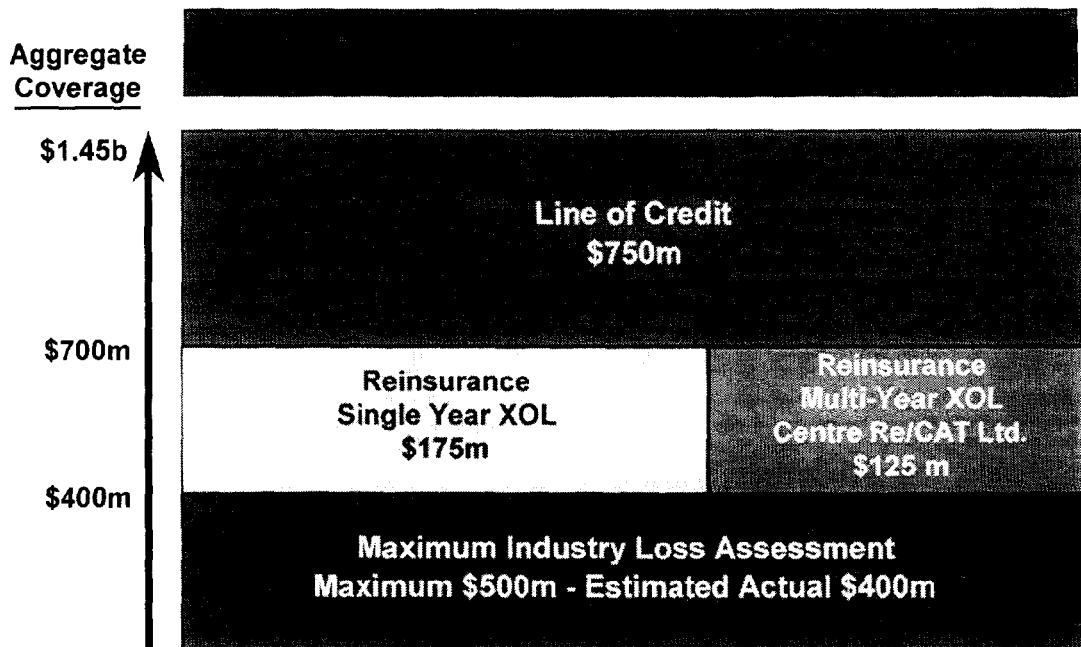 Aggregate
Coverage
$1.45b
Line of Credit
$750m
$700m
Reinsurance
Single Year XOL
$175m
Reinsurance
Multi-Year XOL
Centre Re/CAT Ltd.
$125 m
$400m
Maximum Industry Loss Assessment
Maximum $500m - Estimated Actual $400m